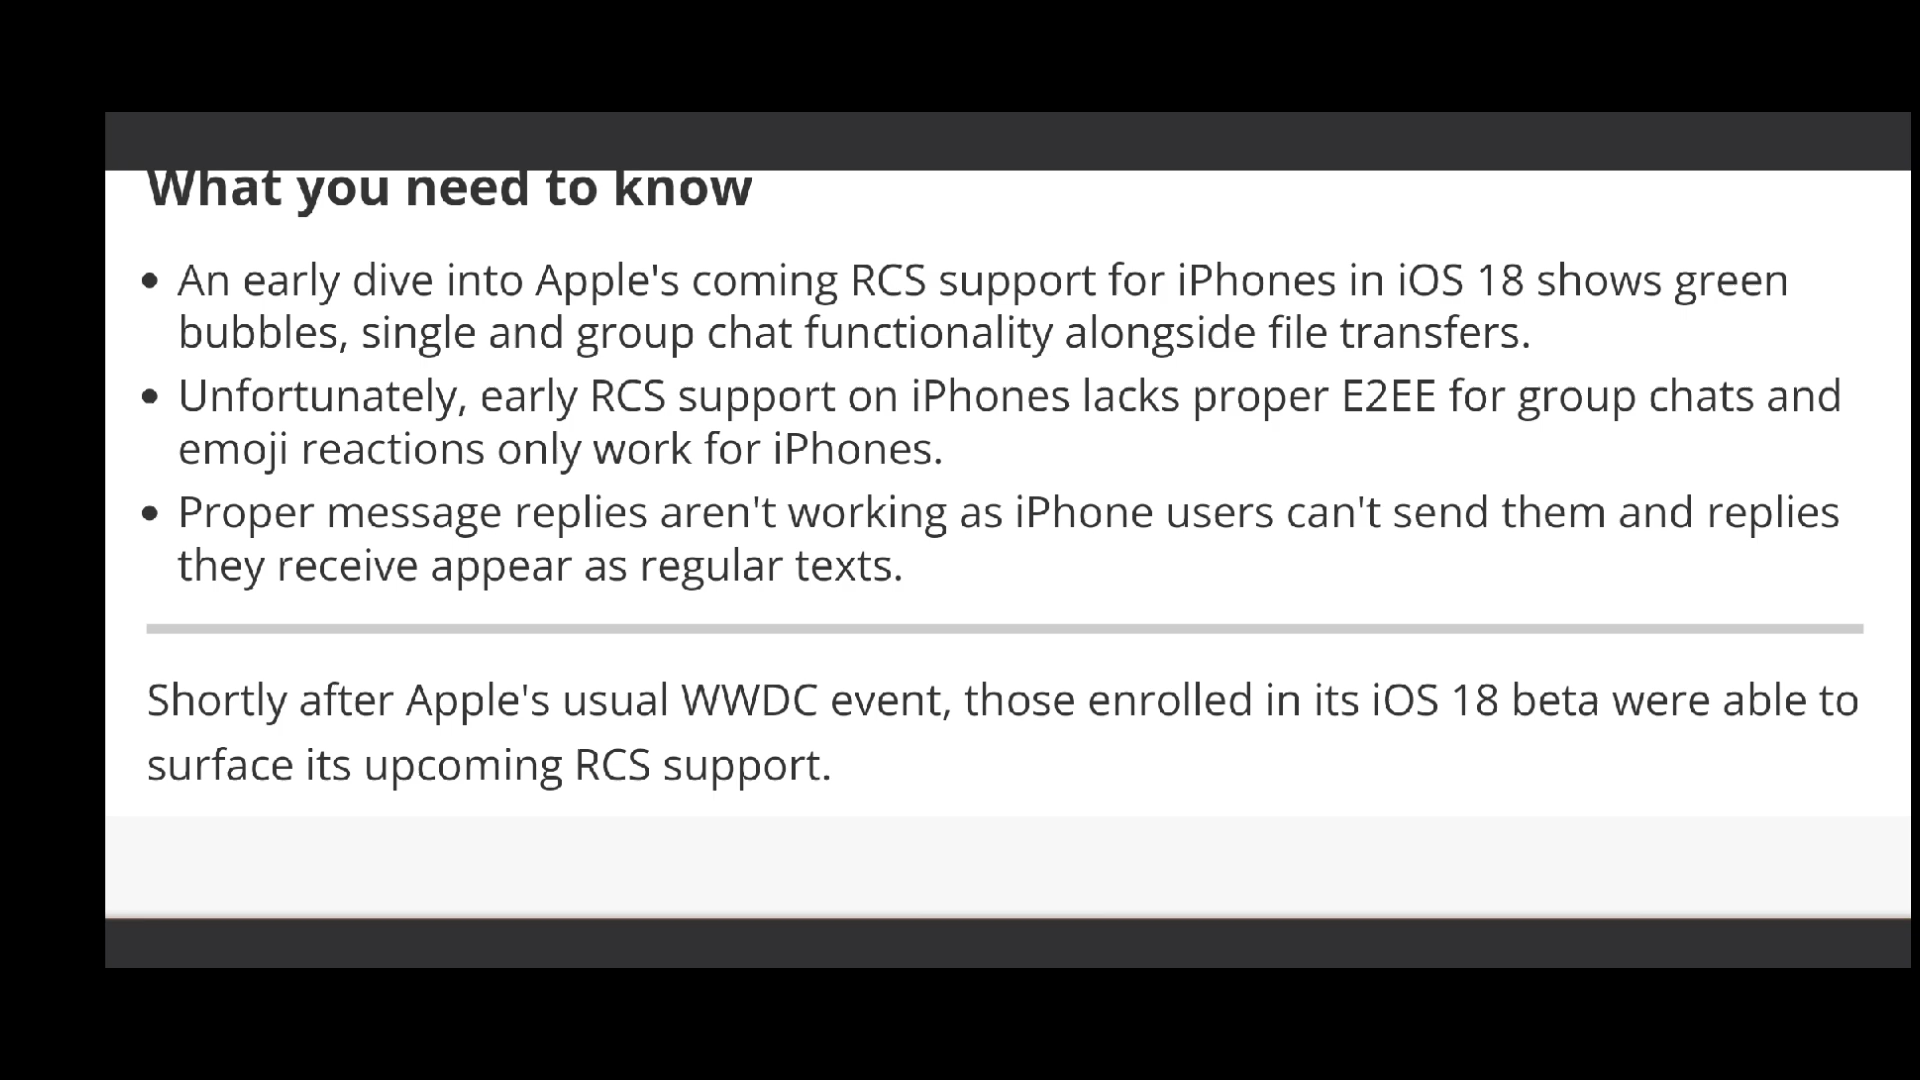 What you need to know
• An early dive into Apple's coming RCS support for iPhones in iOS 18 shows green
bubbles, single and group chat functionality alongside file transfers.
• Unfortunately, early RCS support on iPhones lacks proper E2EE for group chats and
emoji reactions only work for iPhones.
• Proper message replies aren't working as iPhone users can't send them and replies
they receive appear as regular texts.
Shortly after Apple's usual WWDC event, those enrolled in its iOS 18 beta were able to
surface its upcoming RCS support.